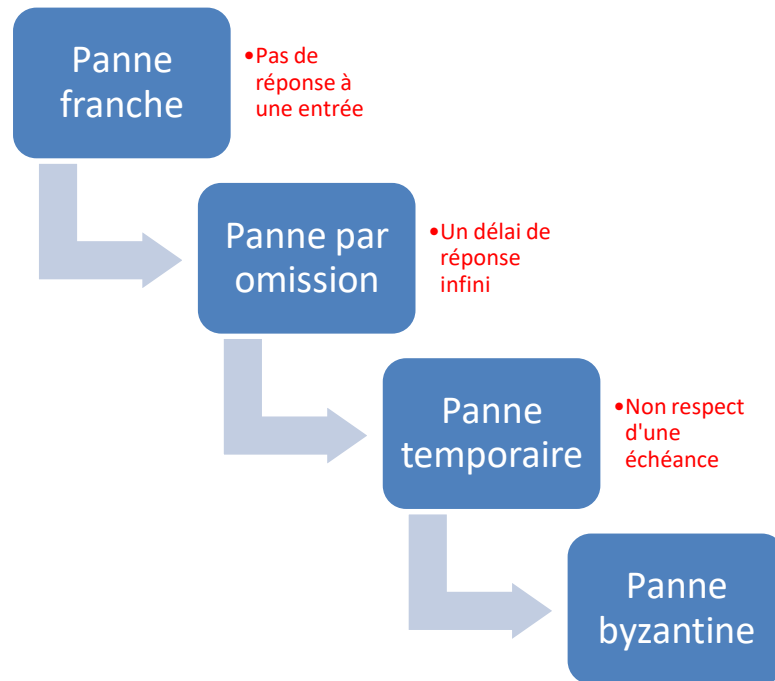 Panne
franche
•Pas de
réponse à
une entrée
Panne par
omission
•Un délai de
réponse
infini
Panne
temporaire
•Non respect
d'une
échéance
Panne
byzantine